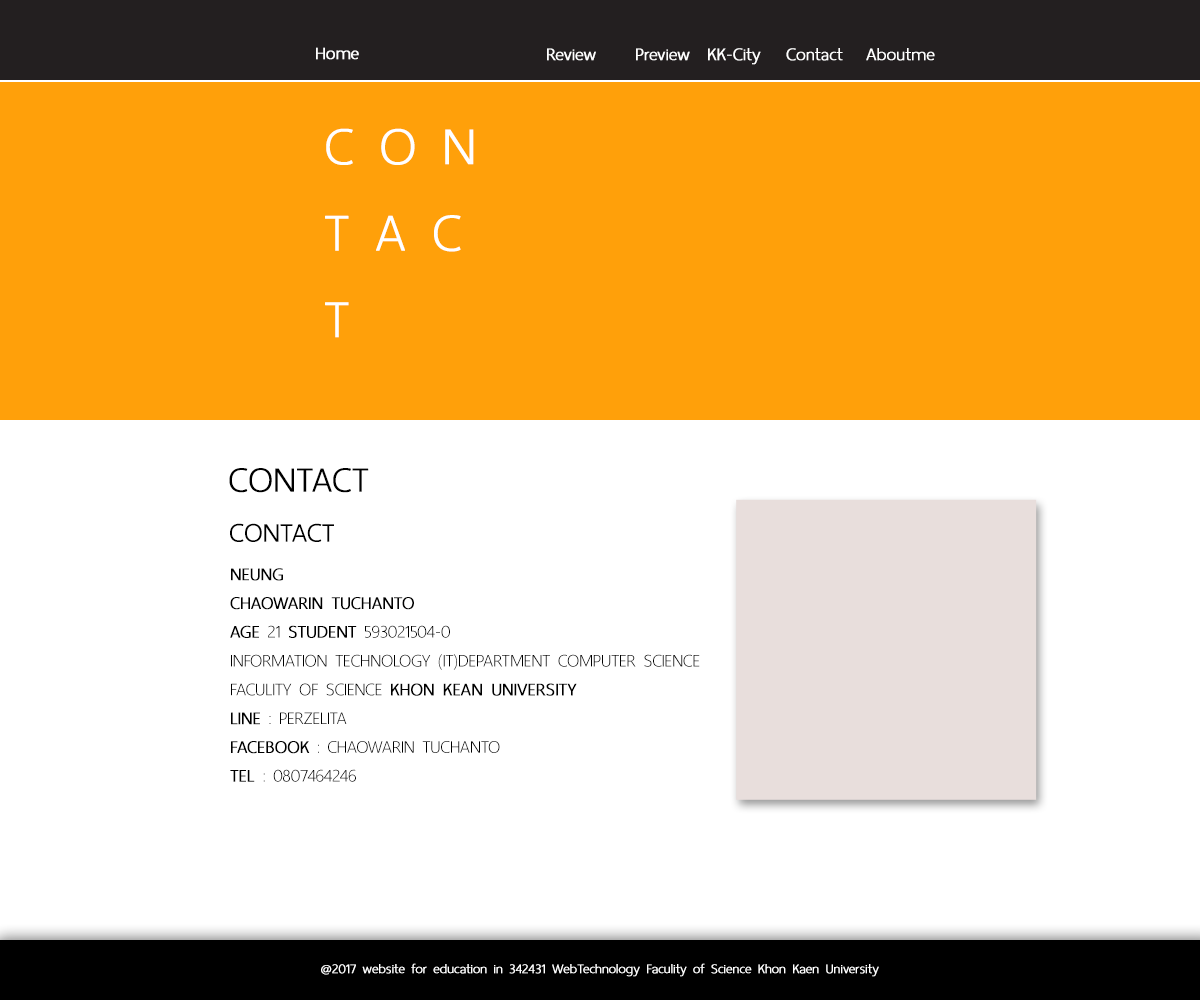 Home Review Preview KK-City Contact Aboutme
C O N
T A C
T
CONTACT
CONTACT
NEUNG
CHAOWARIN TUCHANTO
AGE 21 STUDENT 593021504-0
INFORMATION TECHNOLOGY (IT)DEPARTMENT COMPUTER SCIENCE
FACULITY OF SCIENCE KHON KEAN UNIVERSITY
LINE : PERZELITA
FACEBOOK : CHAOWARIN TUCHANTO
TEL : 0807464246
@2017 website for education in 342431 WebTechnology Faculity of Science Khon Kaen University